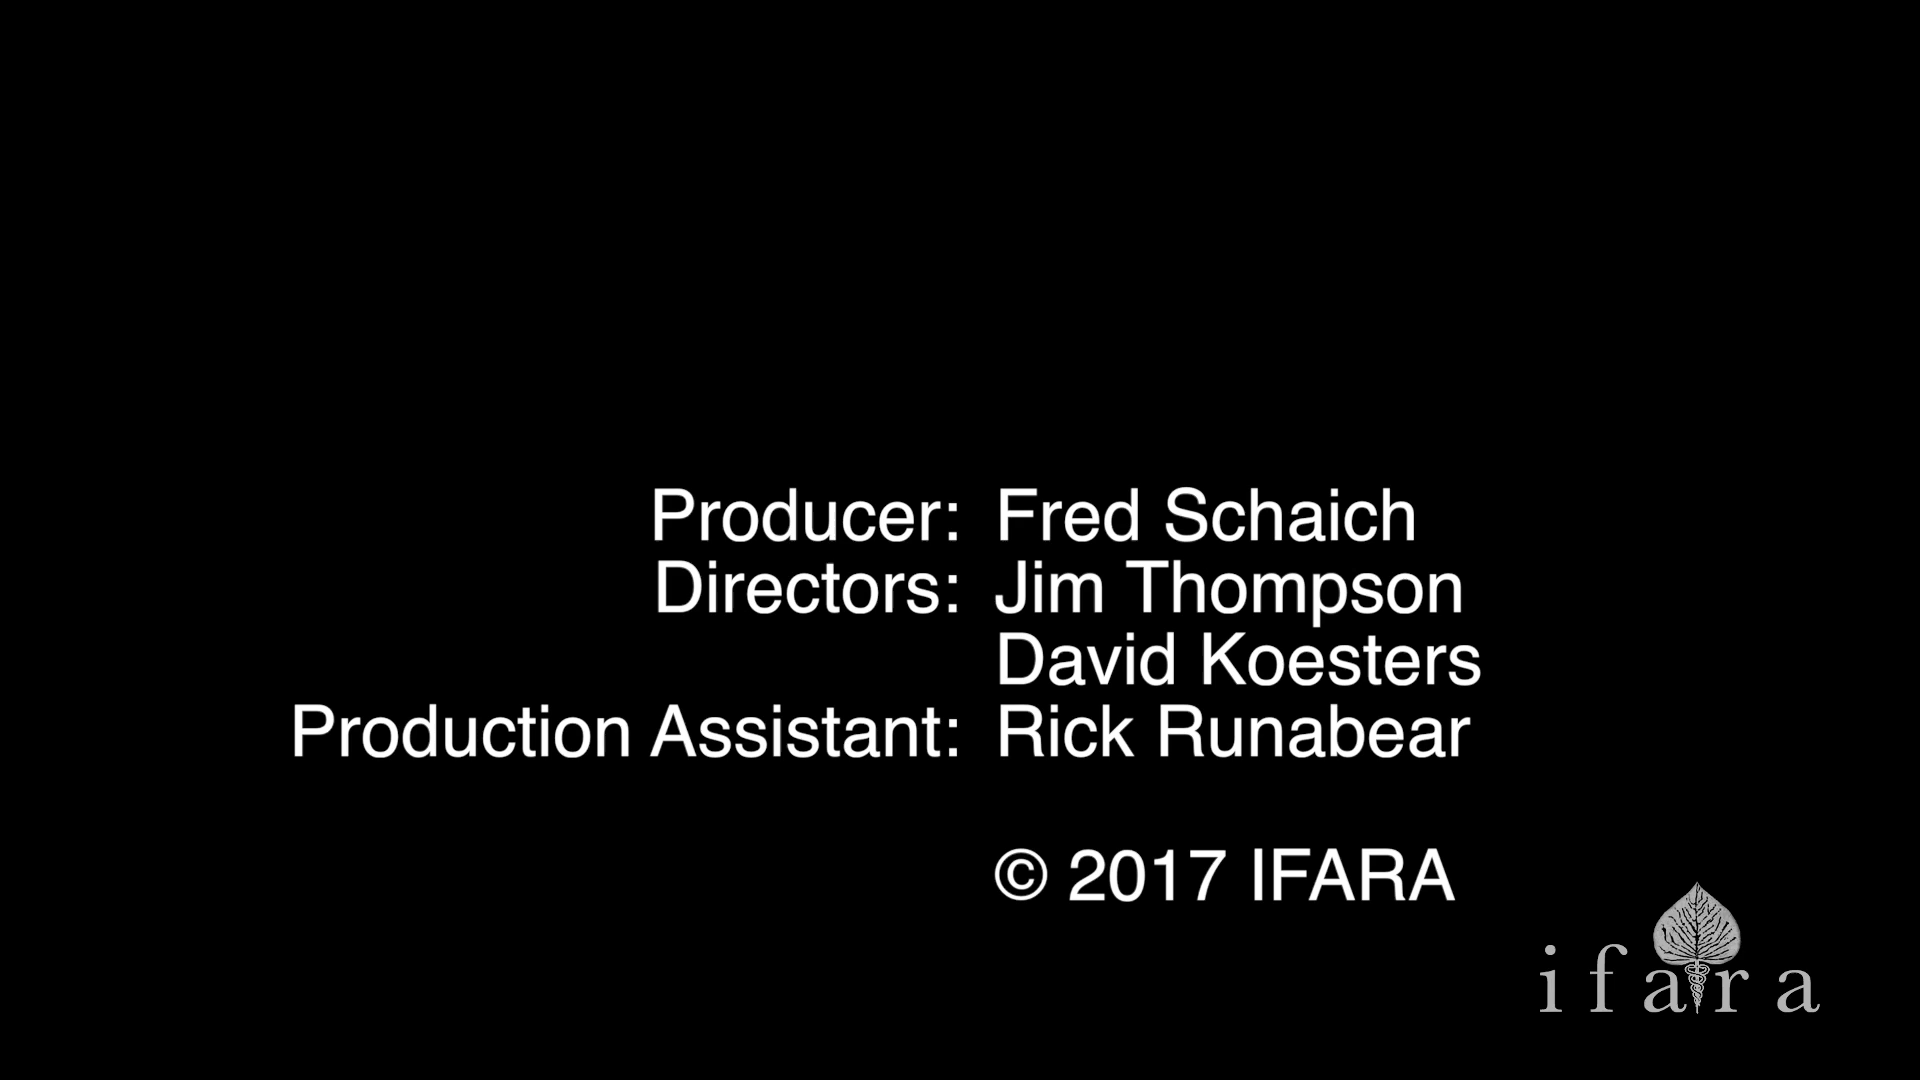 Producer: Fred Schaich
Directors: Jim Thompson
David Koesters
Production Assistant: Rick Runabear
© 2017 IFARA
ifara